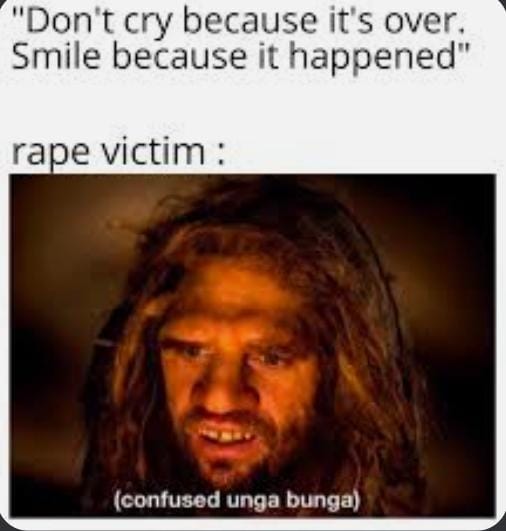 "Don't cry because it's over.
Smile because it happened"
rape victim :
(confused unga bunga)